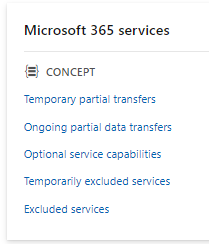 Microsoft 365 services
CONCEPT
Temporary partial transfers
Ongoing partial data transfers
Optional service capabilities
Temporarily excluded services
Excluded services